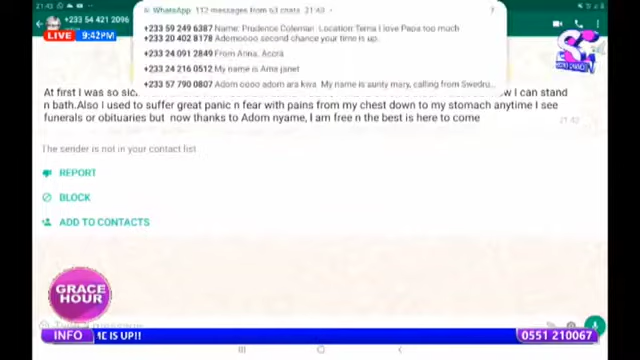 21:43
+233 54 421 2096
LIVE 9:42PM
WhatsApp 112 messages from 63 chats 21:43
+233 59 249 6387 Name: Prudence Coleman Location: Tema I love Papa too much
+233 20 402 8178 Adomoooo second chance your time is up.
+233 24 091 2849 From Anna, Accra
+233 24 216 0512 My name is Ama janet
+233 57 790 0807 Adom oooo adom ara kwa My name is aunty mary, calling from Swedru...
At first I was so sic w I can stand
n bath.Also I used to suffer great panic n fear with pains from my chest down to my stomach anytime I see
funerals or obituaries but now thanks to Adom nyame, I am free n the best is here to come
21:42
The sender is not in your contact list
REPORT
BLOCK
ADD TO CONTACTS
GRACE
HOUR
INFO ME IS UP!! 0551 210067